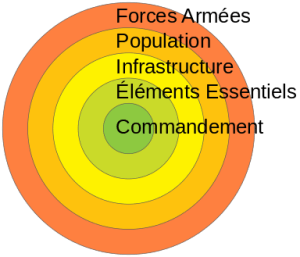 Forces Armées
Population
Infrastructure
Éléments Essentiels
Commandement